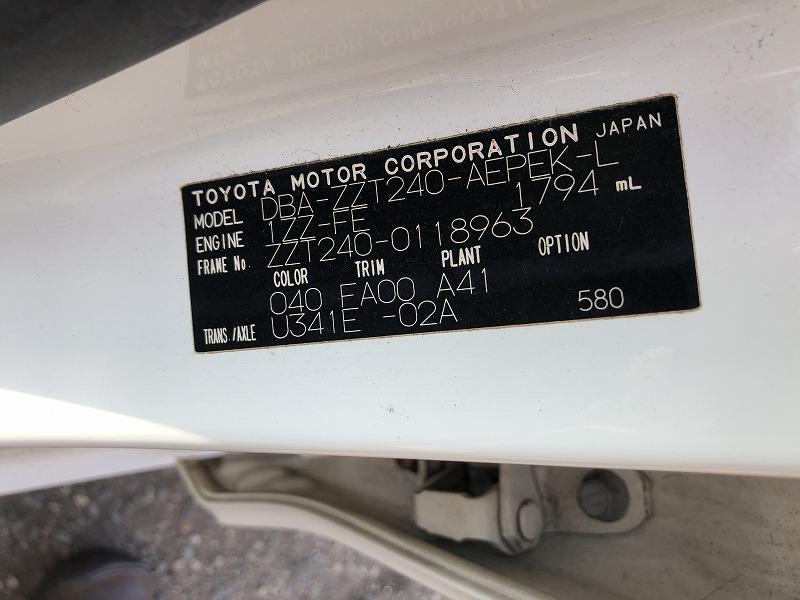 TOYOTA MOTOR CORPORATION JAPAN
MODEL DBA-ZZT240-AEPEK-L
ENGINE 1ZZ-FE 1794 mL
FRAME No. ZZT240-0118963
COLOR TRIM PLANT OPTION
040 FA00 A41
TRANS./AXLE U341E -02A 580